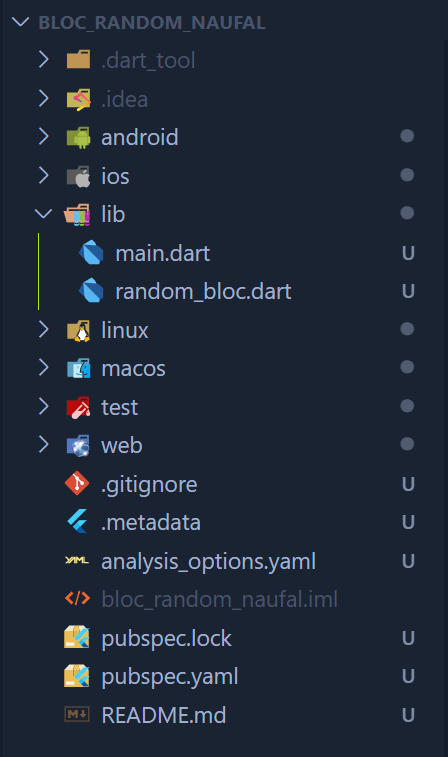 BLOC_RANDOM_NAUFAL
.dart_tool
.idea
android
ios
lib
main.dart U
random_bloc.dart U
linux
macos
test
web
.gitignore U
.metadata U
YAML analysis_options.yaml U
bloc_random_naufal.iml
pubspec.lock U
pubspec.yaml U
README.md U